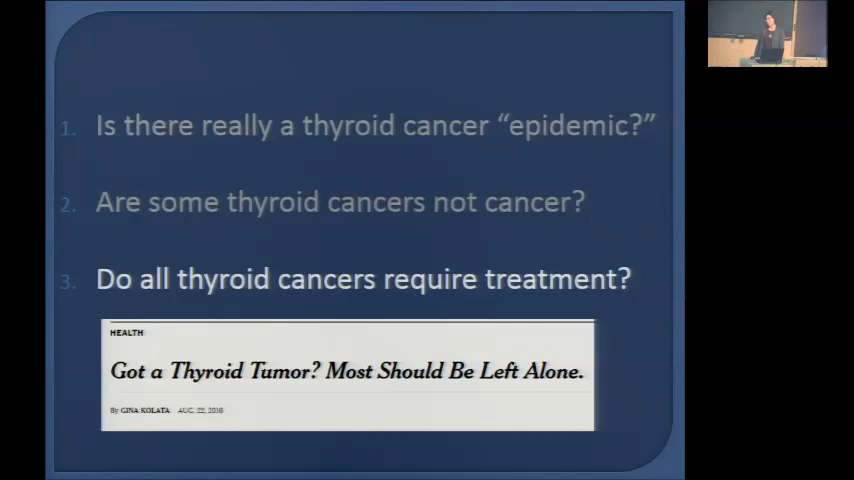 1. Is there really a thyroid cancer “epidemic?”
2. Are some thyroid cancers not cancer?
3. Do all thyroid cancers require treatment?
HEALTH
Got a Thyroid Tumor? Most Should Be Left Alone.
By GINA KOLATA AUG. 22, 2016